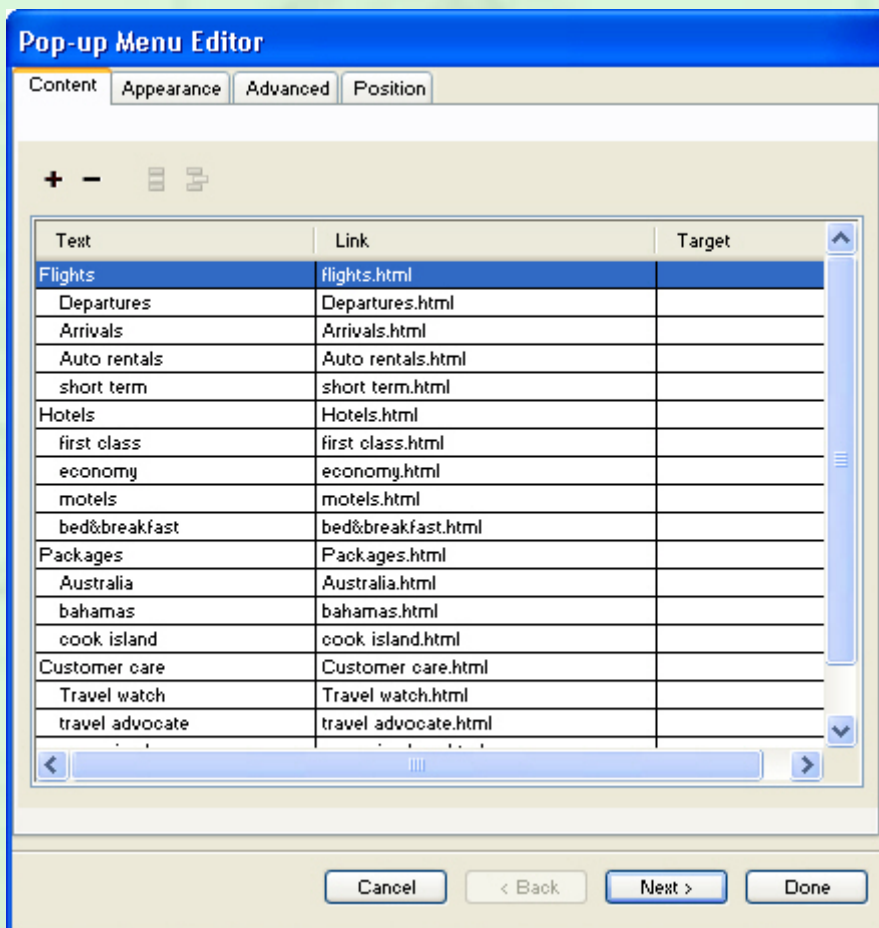 Pop-up Menu Editor
Content Appearance Advanced Position
Text Link Target
Flights flights.html
Departures Departures.html
Arrivals Arrivals.html
Auto rentals Auto rentals.html
short term short term.html
Hotels Hotels.html
first class first class.html
economy economy.html
motels motels.html
bed&breakfast bed&breakfast.html
Packages Packages.html
Australia Australia.html
bahamas bahamas.html
cook island cook island.html
Customer care Customer care.html
Travel watch Travel watch.html
travel advocate travel advocate.html
Cancel < Back Next > Done